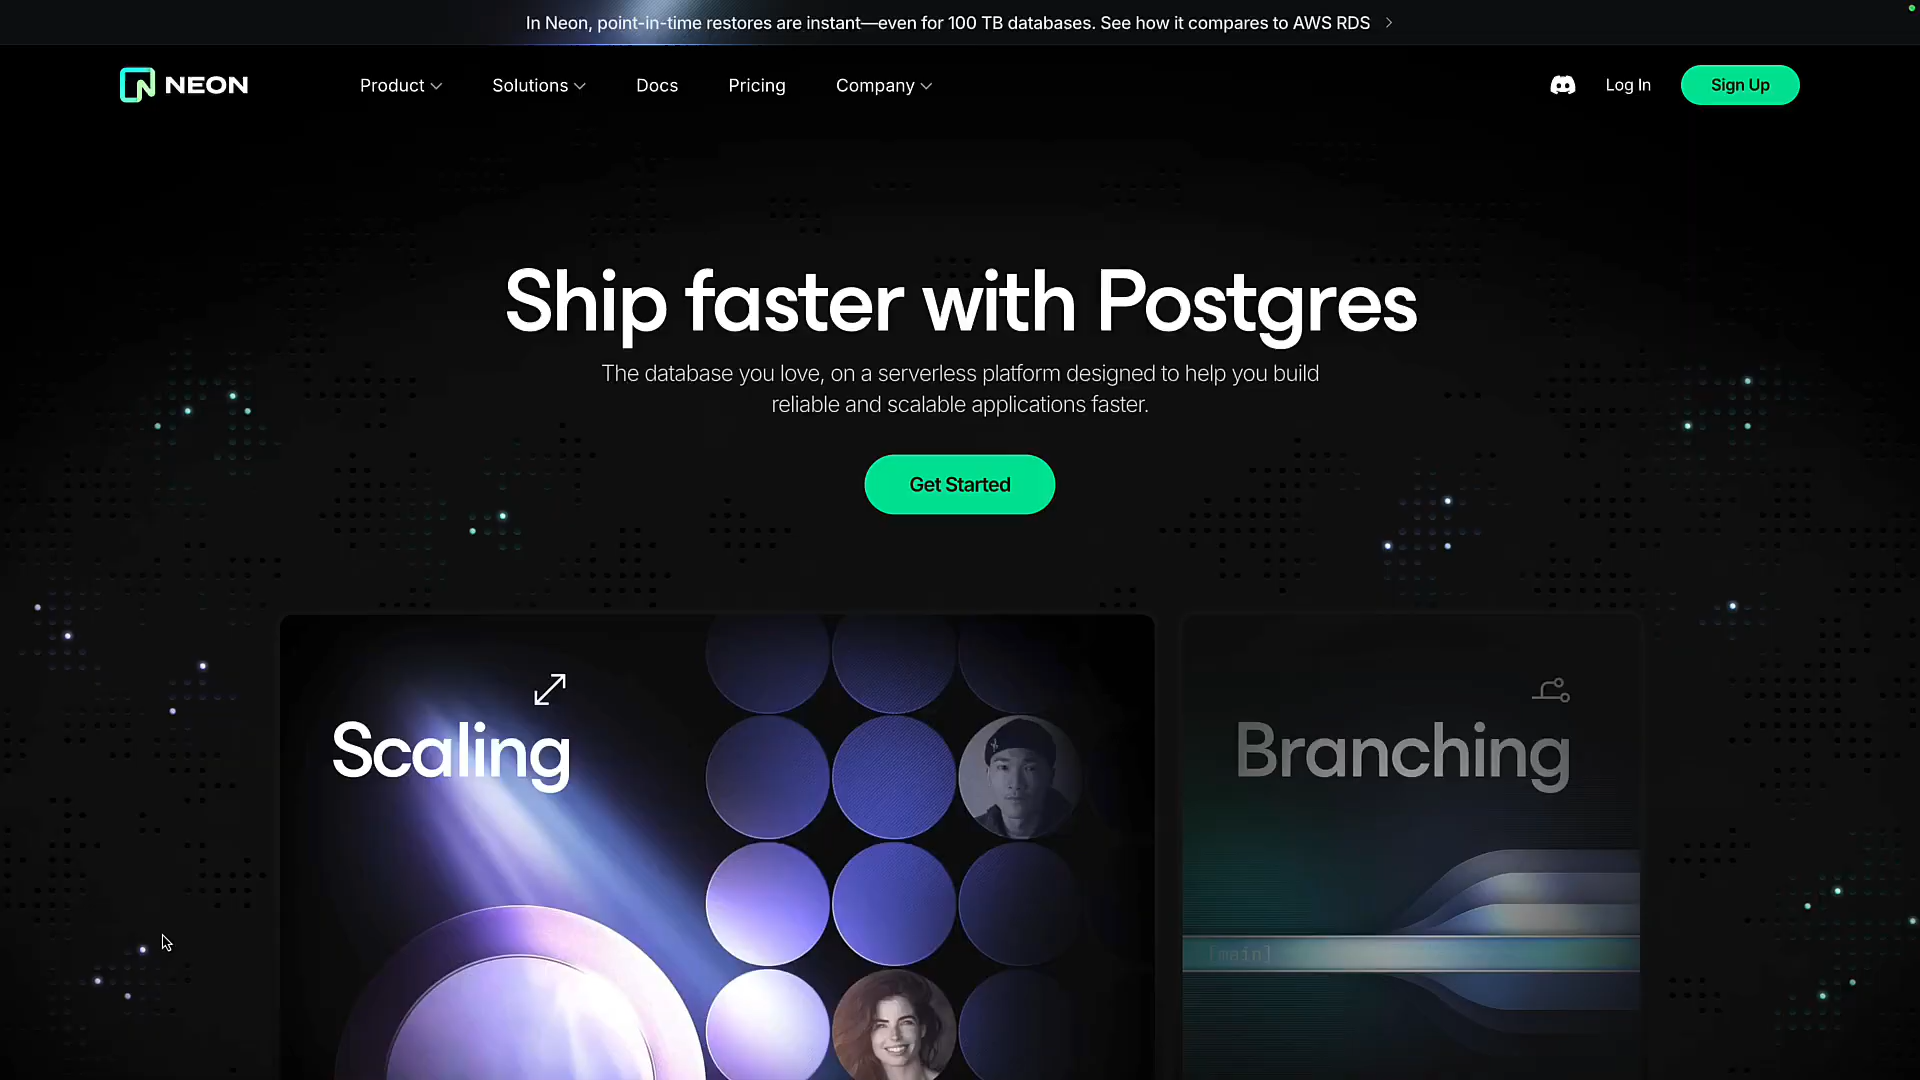 In Neon, point-in-time restores are instant—even for 100 TB databases. See how it compares to AWS RDS
NEON
Product
Solutions
Docs
Pricing
Company
Log In
Sign Up
Ship faster with Postgres
The database you love, on a serverless platform designed to help you build
reliable and scalable applications faster.
Get Started
Scaling
Branching
[main]